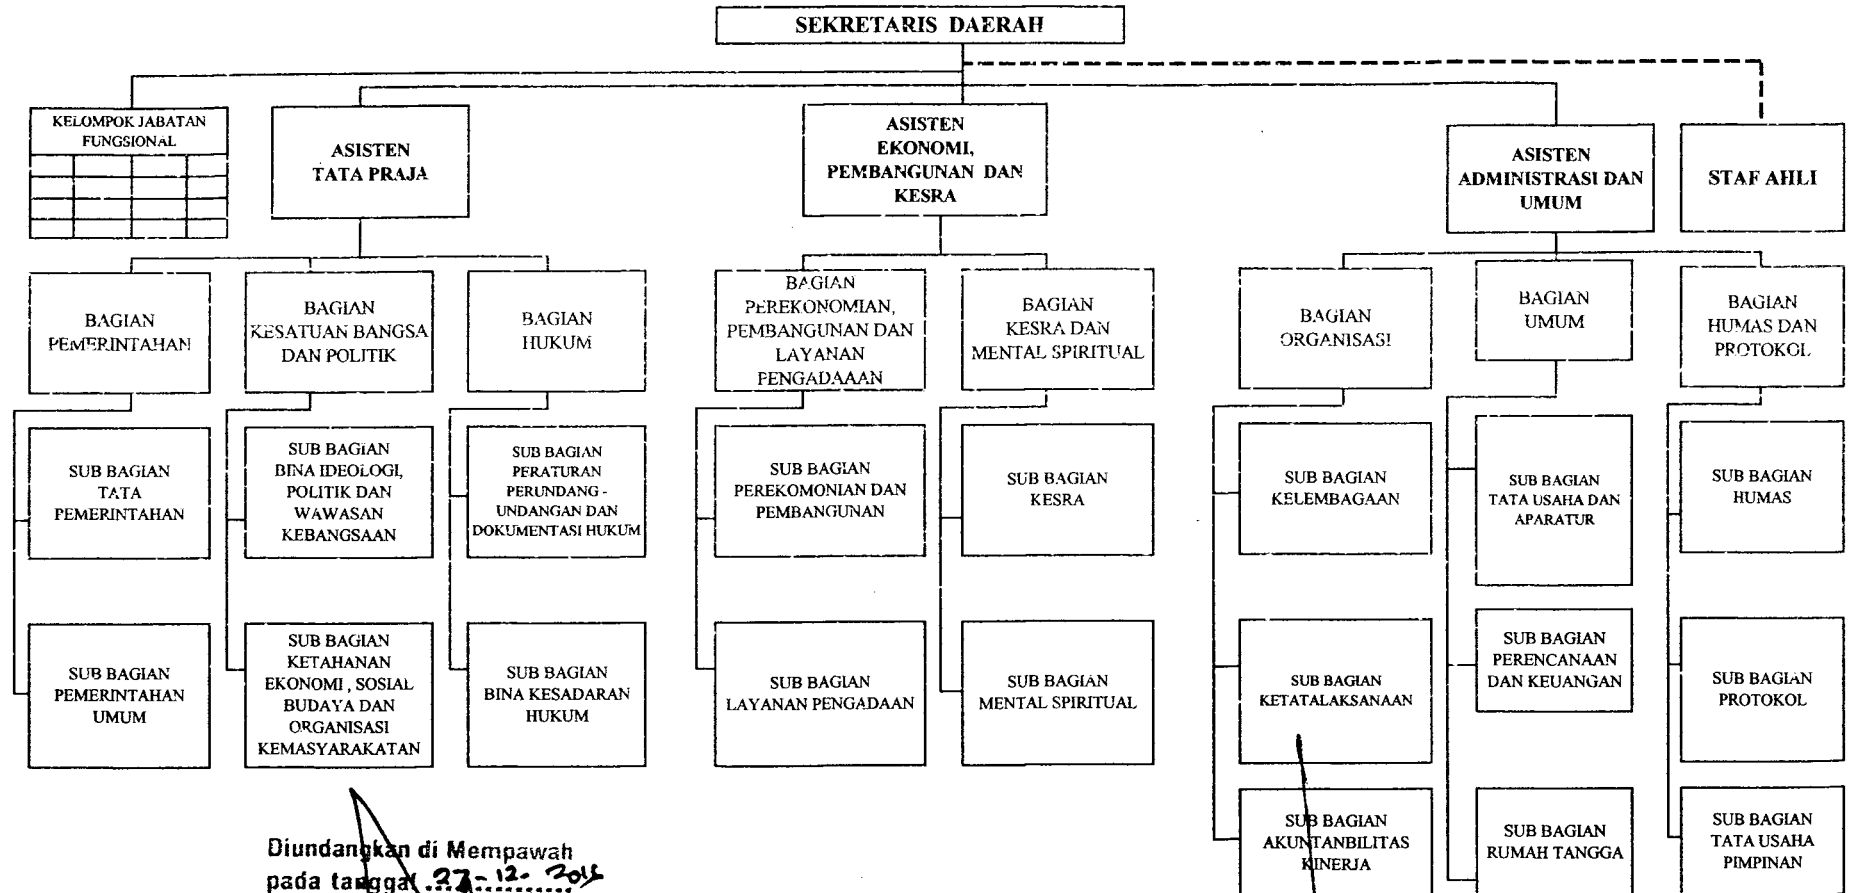 SEKRETARIS DAERAH
KELOMPOK JABATAN
FUNGSIONAL
ASISTEN
TATA PRAJA
ASISTEN
EKONOMI,
PEMBANGUNAN DAN
KESRA
ASISTEN
ADMINISTRASI DAN
UMUM
STAF AHLI
BAGIAN
PEMERINTAHAN
BAGIAN
KESATUAN BANGSA
DAN POLITIK
BAGIAN
HUKUM
BAGIAN
PEREKONOMIAN,
PEMBANGUNAN DAN
LAYANAN
PENGADAAAN
BAGIAN
KESRA DAN
MENTAL SPIRITUAL
BAGIAN
ORGANISASI
BAGIAN
UMUM
BAGIAN
HUMAS DAN
PROTOKOL
SUB BAGIAN
TATA
PEMERINTAHAN
SUB BAGIAN
BINA IDEOLOGI,
POLITIK DAN
WAWASAN
KEBANGSAAN
SUB BAGIAN
PERATURAN
PERUNDANG -
UNDANGAN DAN
DOKUMENTASI HUKUM
SUB BAGIAN
PEREKOMONIAN DAN
PEMBANGUNAN
SUB BAGIAN
KESRA
SUB BAGIAN
KELEMBAGAAN
SUB BAGIAN
TATA USAHA DAN
APARATUR
SUB BAGIAN
HUMAS
SUB BAGIAN
PEMERINTAHAN
UMUM
SUB BAGIAN
KETAHANAN
EKONOMI , SOSIAL
BUDAYA DAN
ORGANISASI
KEMASYARAKATAN
SUB BAGIAN
BINA KESADARAN
HUKUM
SUB BAGIAN
LAYANAN PENGADAAN
SUB BAGIAN
MENTAL SPIRITUAL
SUB BAGIAN
KETATALAKSANAAN
SUB BAGIAN
PERENCANAAN
DAN KEUANGAN
SUB BAGIAN
PROTOKOL
SUB BAGIAN
AKUNTANBILITAS
KINERJA
SUB BAGIAN
RUMAH TANGGA
SUB BAGIAN
TATA USAHA
PIMPINAN
Diundangkan di Mempawah
pada tanggal 27-12-